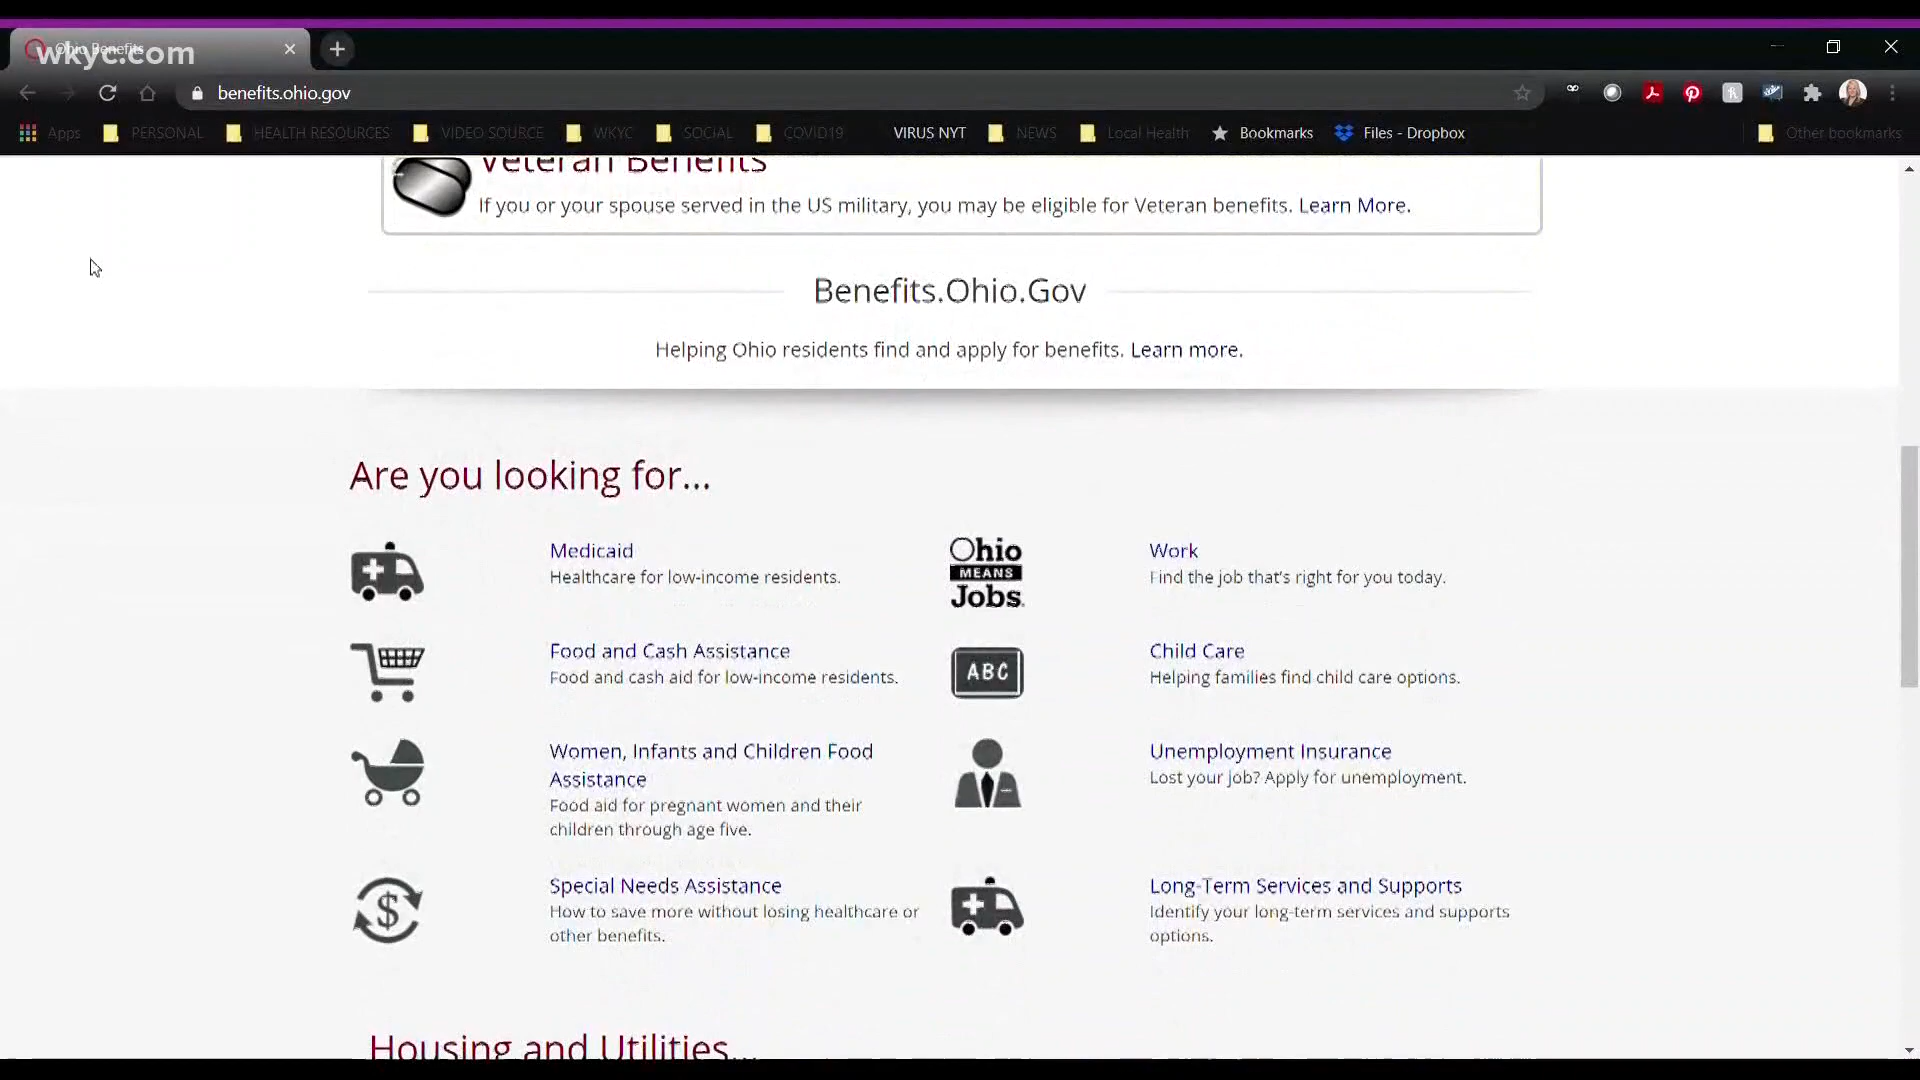 Ohio Benefits
wkyc.com
benefits.ohio.gov
Apps PERSONAL HEALTH RESOURCES VIDEO SOURCE WKYC SOCIAL COVID19 VIRUS NYT NEWS Local Health Bookmarks Files - Dropbox Other bookmarks
Veteran Benefits
If you or your spouse served in the US military, you may be eligible for Veteran benefits. Learn More.
Benefits.Ohio.Gov
Helping Ohio residents find and apply for benefits. Learn more.
Are you looking for...
Medicaid
Healthcare for low-income residents.
Ohio
MEANS
Jobs.
Work
Find the job that's right for you today.
Food and Cash Assistance
Food and cash aid for low-income residents.
ABC
Child Care
Helping families find child care options.
Women, Infants and Children Food
Assistance
Food aid for pregnant women and their
children through age five.
Unemployment Insurance
Lost your job? Apply for unemployment.
$
Special Needs Assistance
How to save more without losing healthcare or
other benefits.
Long-Term Services and Supports
Identify your long-term services and supports
options.
Housing and Utilities...